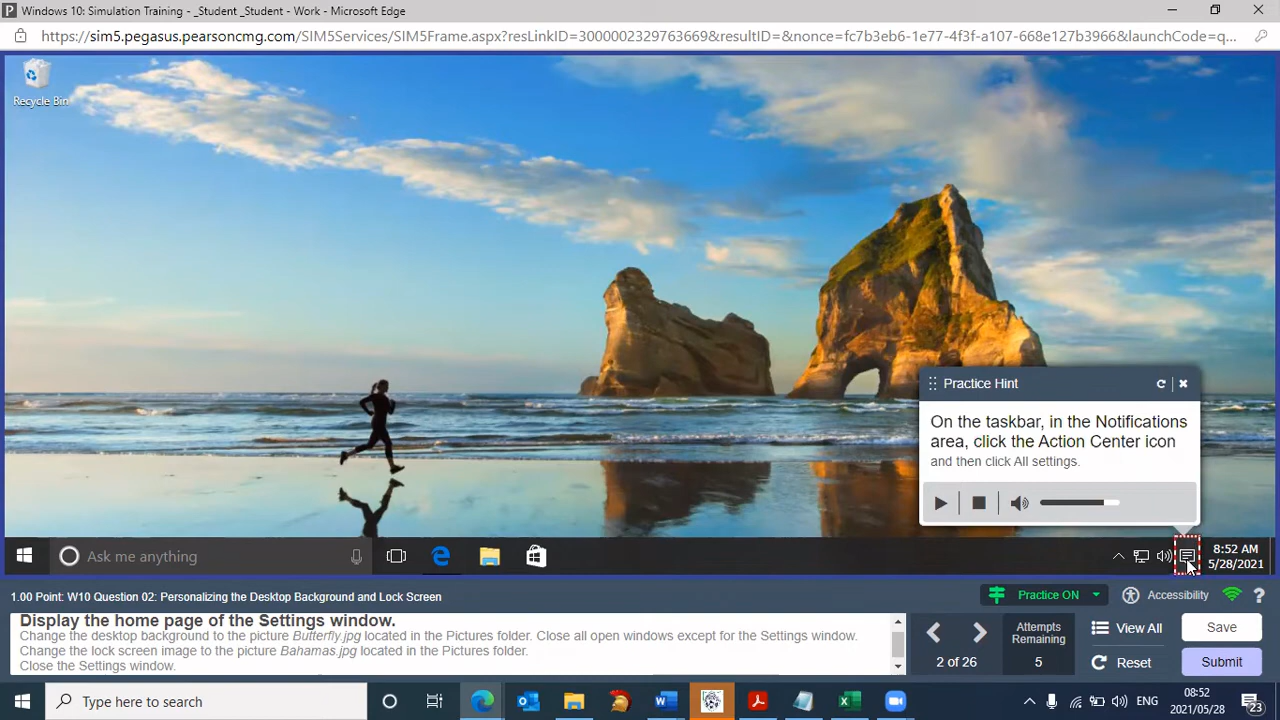 Windows 10: Simulation Training - _Student _Student - Work - Microsoft Edge
https://sim5.pegasus.pearsoncmg.com/SIM5Services/SIM5Frame.aspx?resLinkID=30000023297636​69&resultID=&nonce=fc7b3eb6-1e77-4f3f-a107-668e127b3966&launchCode=q...
Recycle Bin
Practice Hint
On the taskbar, in the Notifications
area, click the Action Center icon
and then click All settings.
Ask me anything
8:52 AM
5/28/2021
1.00 Point: W10 Question 02: Personalizing the Desktop Background and Lock Screen
Practice ON
Accessibility
Display the home page of the Settings window.
Change the desktop background to the picture Butterfly.jpg located in the Pictures folder. Close all open windows except for the Settings window.
Change the lock screen image to the picture Bahamas.jpg located in the Pictures folder.
Close the Settings window.
2 of 26
Attempts
Remaining
5
View All
Reset
Save
Submit
Type here to search
ENG
08:52
2021/05/28
23